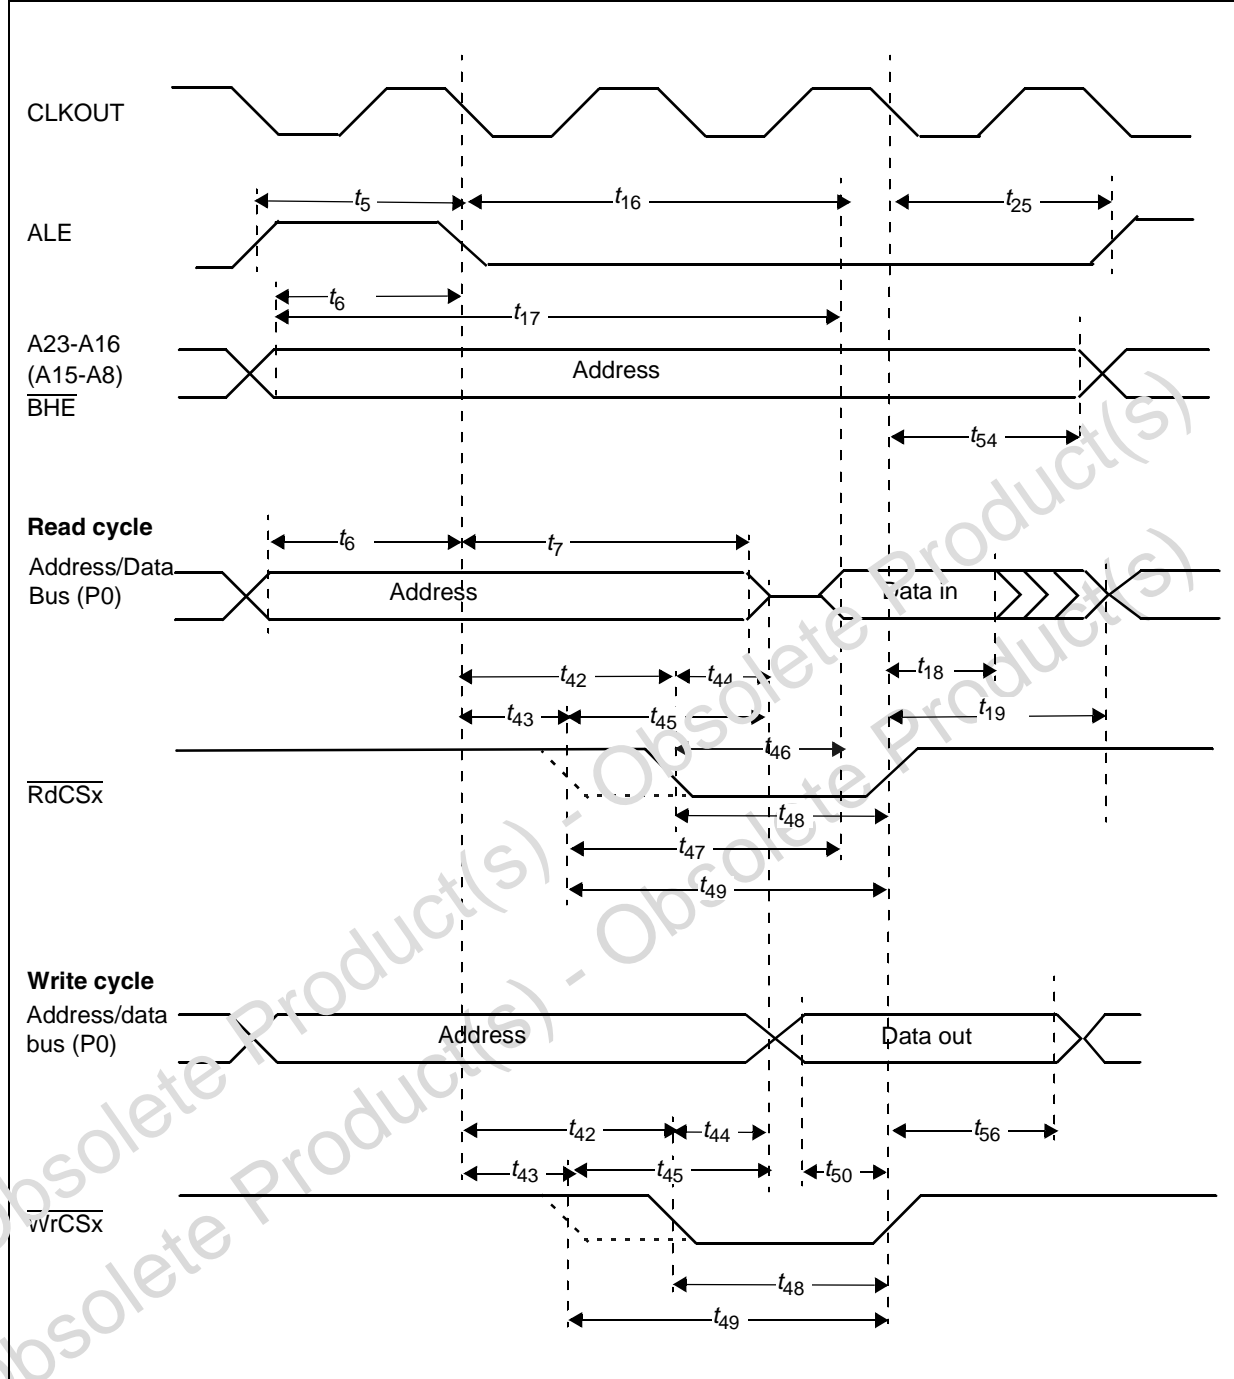 CLKOUT
t5 t16 t25
ALE
t6
t17
A23-A16
(A15-A8)
BHE
Address
t54
Read cycle
t6 t7
Address/Data
Bus (P0)
Address Data in
t42 t44 t18
t43 t45 t19
t46
RdCSx
t48
t47
t49
Write cycle
Address/data
bus (P0)
Address Data out
t42 t44 t56
t43 t45 t50
WrCSx
t48
t49
Obsolete Product(s) - Obsolete Product(s)
Obsolete Product(s) - Obsolete Product(s)